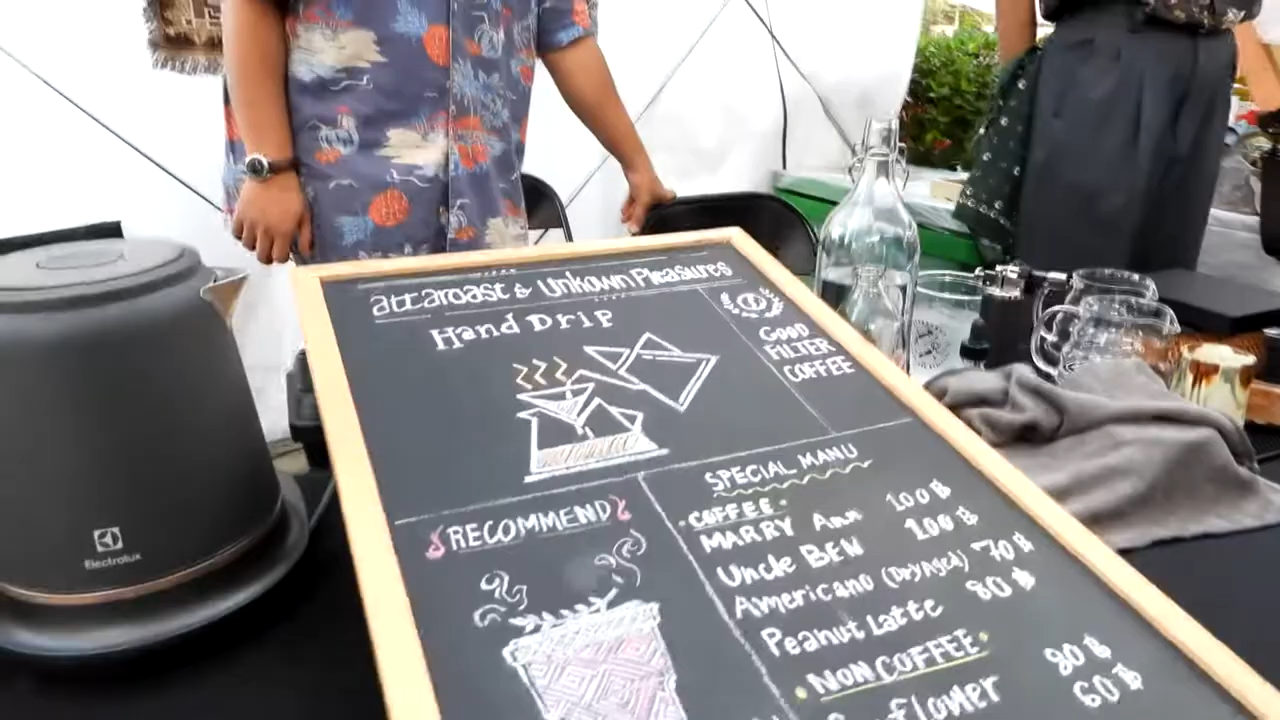 attaroast & Unkown Pleasures
Hand Drip
GOOD
FILTER
COFFEE
RECOMMEND
SPECIAL MANU
COFFEE
MARRY Ann 100 ฿
Uncle BEN 100 ฿
Americano (DryAged) 70 ฿
Peanut Latte 80 ฿
NON COFFEE
80 ฿
60 ฿
Electrolux